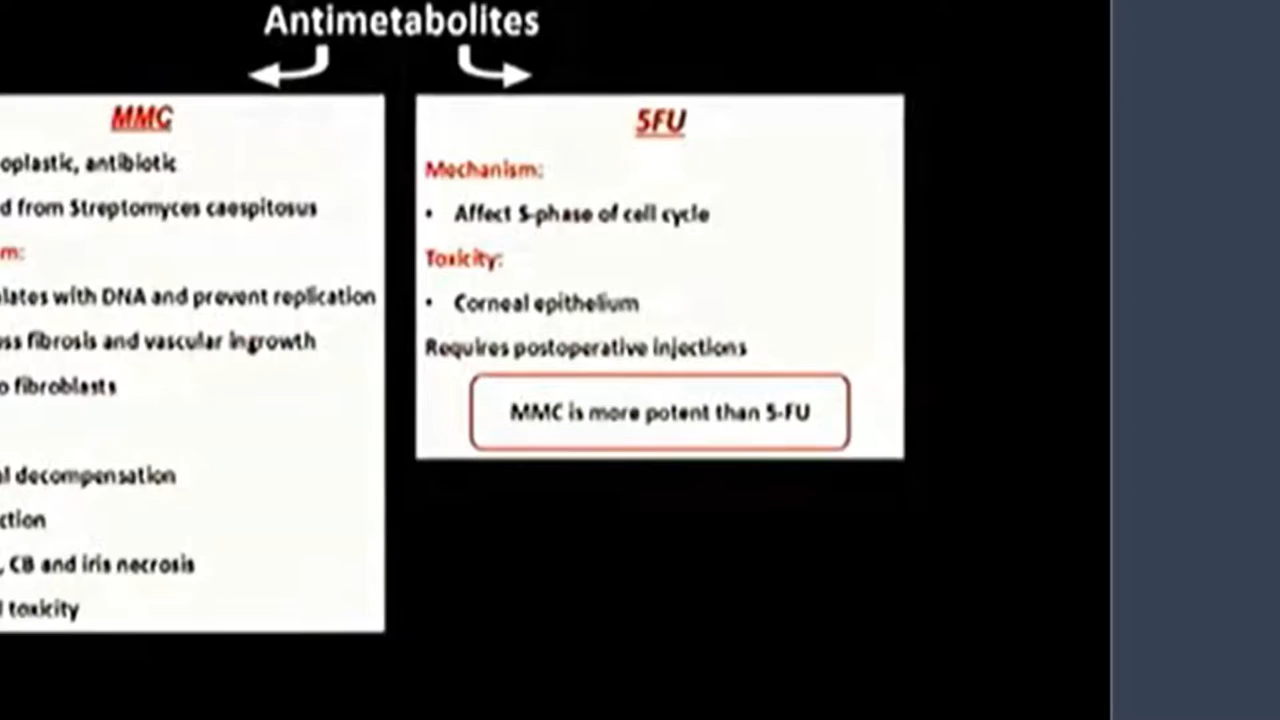 Antimetabolites
MMC
oplastic, antibiotic
d from Streptomyces caespitosus
m:
lates with DNA and prevent replication
ss fibrosis and vascular ingrowth
o fibroblasts
l decompensation
ction
, CB and iris necrosis
l toxicity
5FU
Mechanism:
• Affect S-phase of cell cycle
Toxicity:
• Corneal epithelium
Requires postoperative injections
MMC is more potent than 5-FU